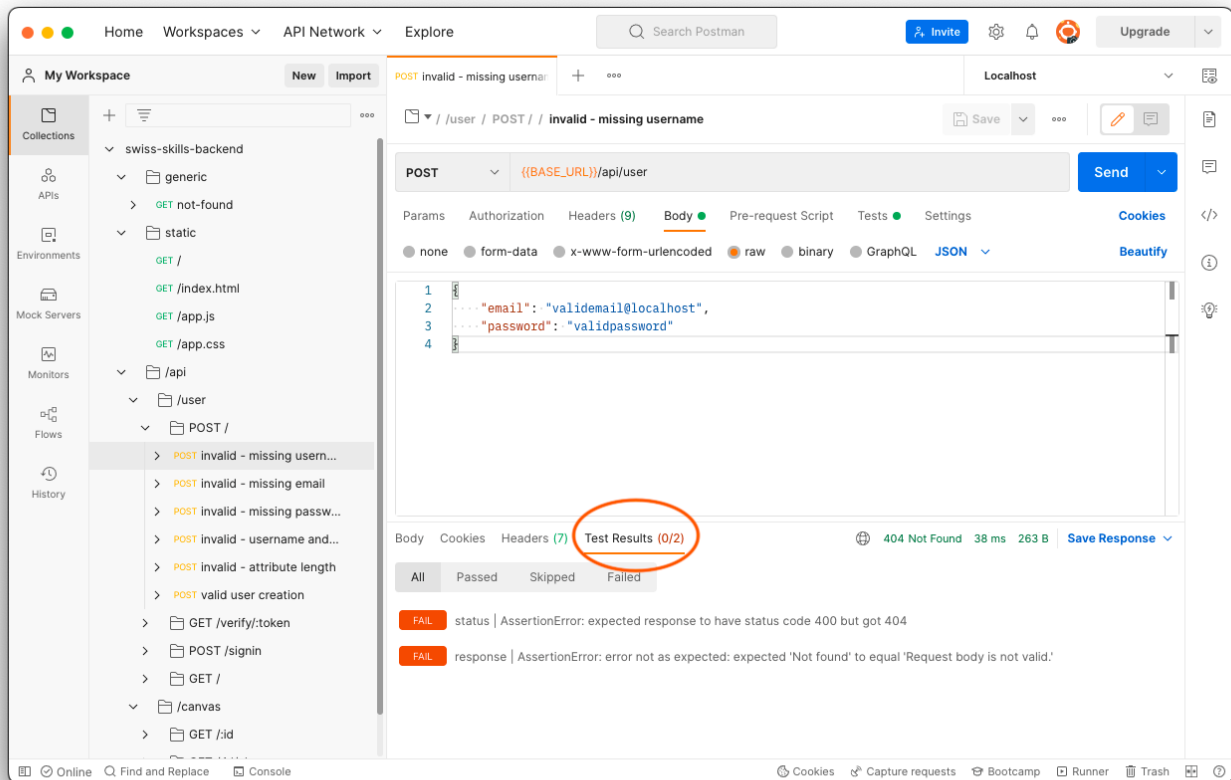 Home Workspaces API Network Explore Search Postman Invite Upgrade
My Workspace New Import
POST invalid - missing usernar Localhost
Collections
APIs
Environments
Mock Servers
Monitors
Flows
History
swiss-skills-backend
generic
GET not-found
static
GET /
GET /index.html
GET /app.js
GET /app.css
/api
/user
POST /
POST invalid - missing usern...
POST invalid - missing email
POST invalid - missing passw...
POST invalid - username and...
POST invalid - attribute length
POST valid user creation
GET /verify/:token
POST /signin
GET /
/canvas
GET /:id
/ /user / POST / / invalid - missing username Save
POST {{BASE_URL}}/api/user Send
Params Authorization Headers (9) Body Pre-request Script Tests Settings Cookies
none form-data x-www-form-urlencoded raw binary GraphQL JSON Beautify
1 {
2 "email": "validemail@localhost",
3 "password": "validpassword"
4 }
Body Cookies Headers (7) Test Results (0/2) 404 Not Found 38 ms 263 B Save Response
All Passed Skipped Failed
FAIL status | AssertionError: expected response to have status code 400 but got 404
FAIL response | AssertionError: error not as expected: expected 'Not found' to equal 'Request body is not valid.'
Online Find and Replace Console Cookies Capture requests Bootcamp Runner Trash